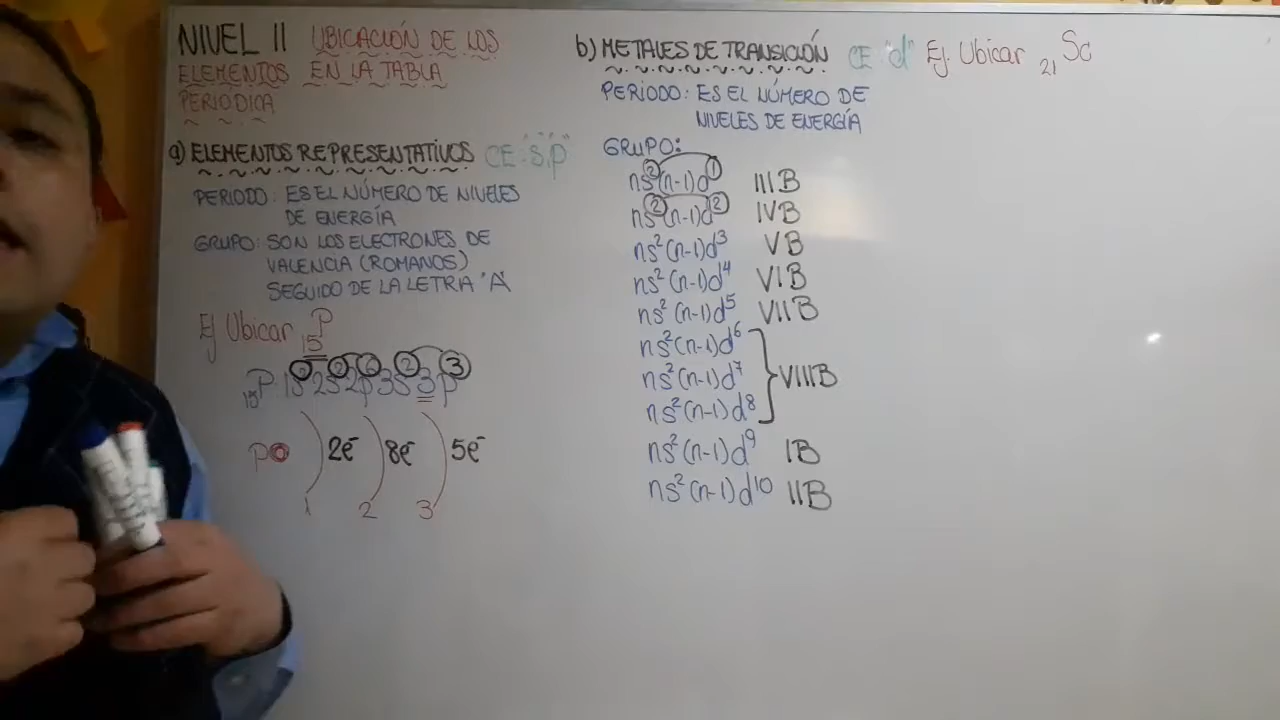 NIVEL II UBICACIÓN DE LOS
ELEMENTOS EN LA TABLA
PERIODICA
a) ELEMENTOS REPRESENTATIVOS CE: "s, p"
PERIODO: ES EL NÚMERO DE NIVELES
DE ENERGÍA
GRUPO: SON LOS ELECTRONES DE
VALENCIA (ROMANOS)
SEGUIDO DE LA LETRA "A"
Ej Ubicar ₁₅P
₁₅P 1s² 2s² 2p⁶ 3s² 3p³
2e⁻ 8e⁻ 5e⁻
1 2 3
b) METALES DE TRANSICIÓN CE "d" Ej. Ubicar ₂₁Sc
PERIODO: ES EL NÚMERO DE
NIVELES DE ENERGÍA
GRUPO:
ns²(n-1)d¹ IIIB
ns²(n-1)d² IVB
ns²(n-1)d³ VB
ns²(n-1)d⁴ VIB
ns²(n-1)d⁵ VIIB
ns²(n-1)d⁶
ns²(n-1)d⁷ VIIIB
ns²(n-1)d⁸
ns²(n-1)d⁹ IB
ns²(n-1)d¹⁰ IIB